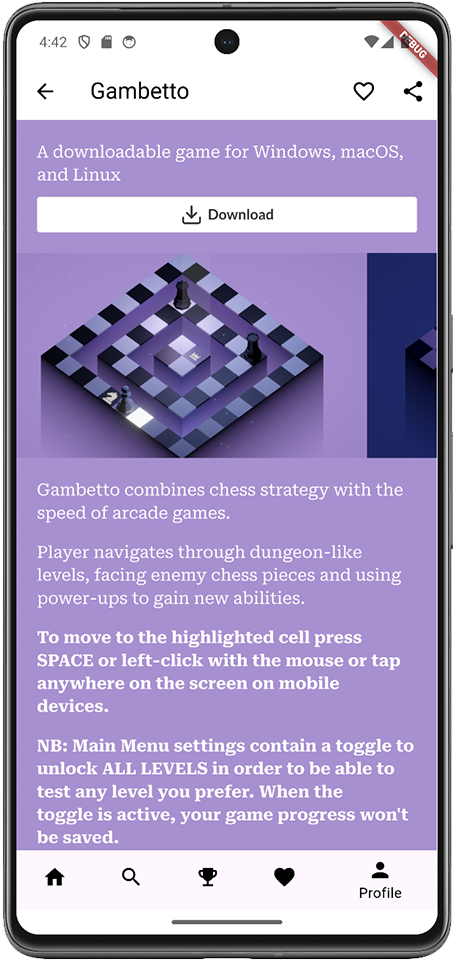 4:42
DEBUG
Gambetto
A downloadable game for Windows, macOS,
and Linux
Download
Gambetto combines chess strategy with the
speed of arcade games.
Player navigates through dungeon-like
levels, facing enemy chess pieces and using
power-ups to gain new abilities.
To move to the highlighted cell press
SPACE or left-click with the mouse or tap
anywhere on the screen on mobile
devices.
NB: Main Menu settings contain a toggle to
unlock ALL LEVELS in order to be able to
test any level you prefer. When the
toggle is active, your game progress won't
be saved.
Profile